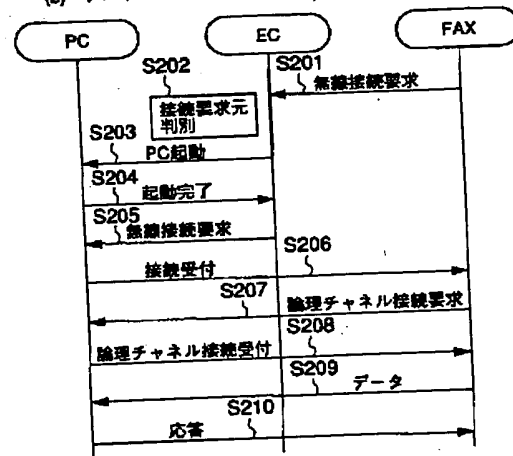 PC
EC
FAX
S202
S201
無線接続要求
接続要求元
判別
S203
PC起動
S204
起動完了
S205
無線接続要求
S206
接続受付
S207
論理チャネル接続要求
S208
論理チャネル接続受付
S209
データ
S210
応答